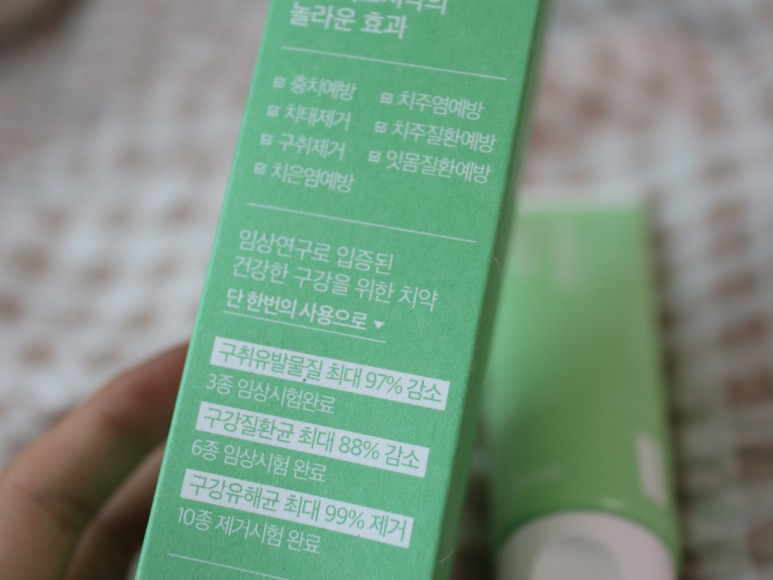 놀라운 효과
충치예방
치태제거
구취제거
치은염예방
치주염예방
치주질환예방
잇몸질환예방
임상연구로 입증된
건강한 구강을 위한 치약
단 한번의 사용으로
구취유발물질 최대 97% 감소
3종 임상시험완료
구강질환균 최대 88% 감소
6종 임상시험 완료
구강유해균 최대 99% 제거
10종 제거시험 완료